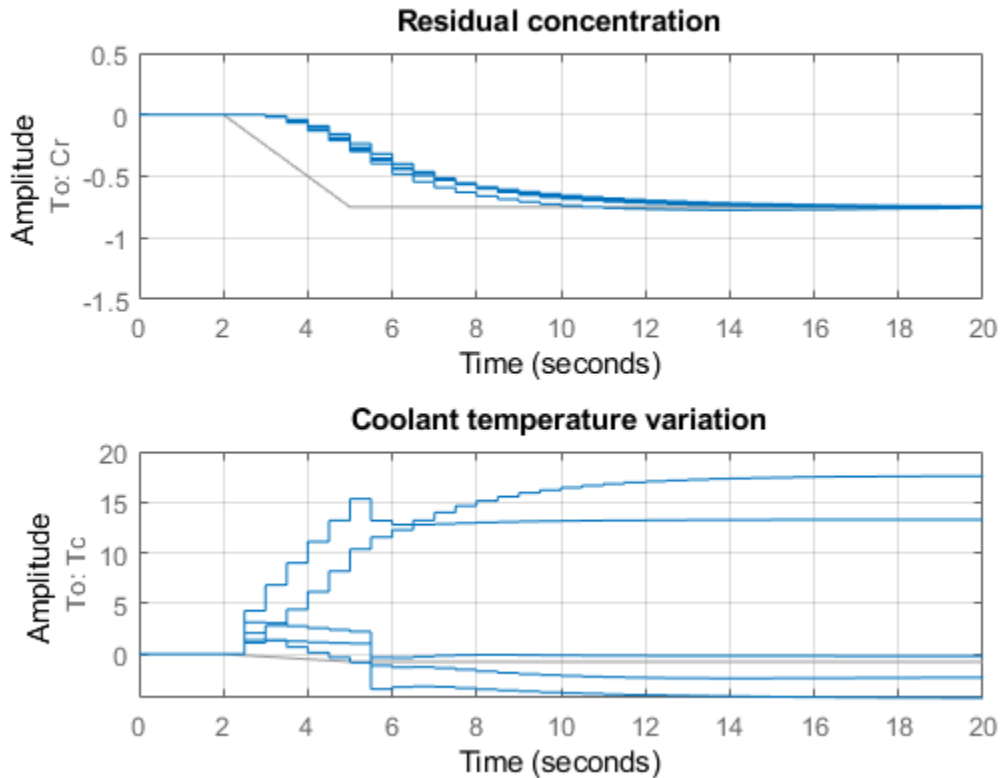 Residual concentration
Amplitude
To: Cr
0.5
0
-0.5
-1
-1.5
0 2 4 6 8 10 12 14 16 18 20
Time (seconds)
Coolant temperature variation
Amplitude
To: Tc
20
15
10
5
0
0 2 4 6 8 10 12 14 16 18 20
Time (seconds)